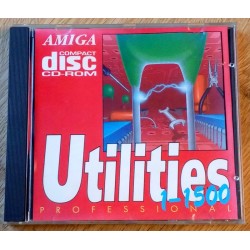 AMIGA
COMPACT
disc
CD-ROM
Utilities
1-1500
PROFESSIONAL